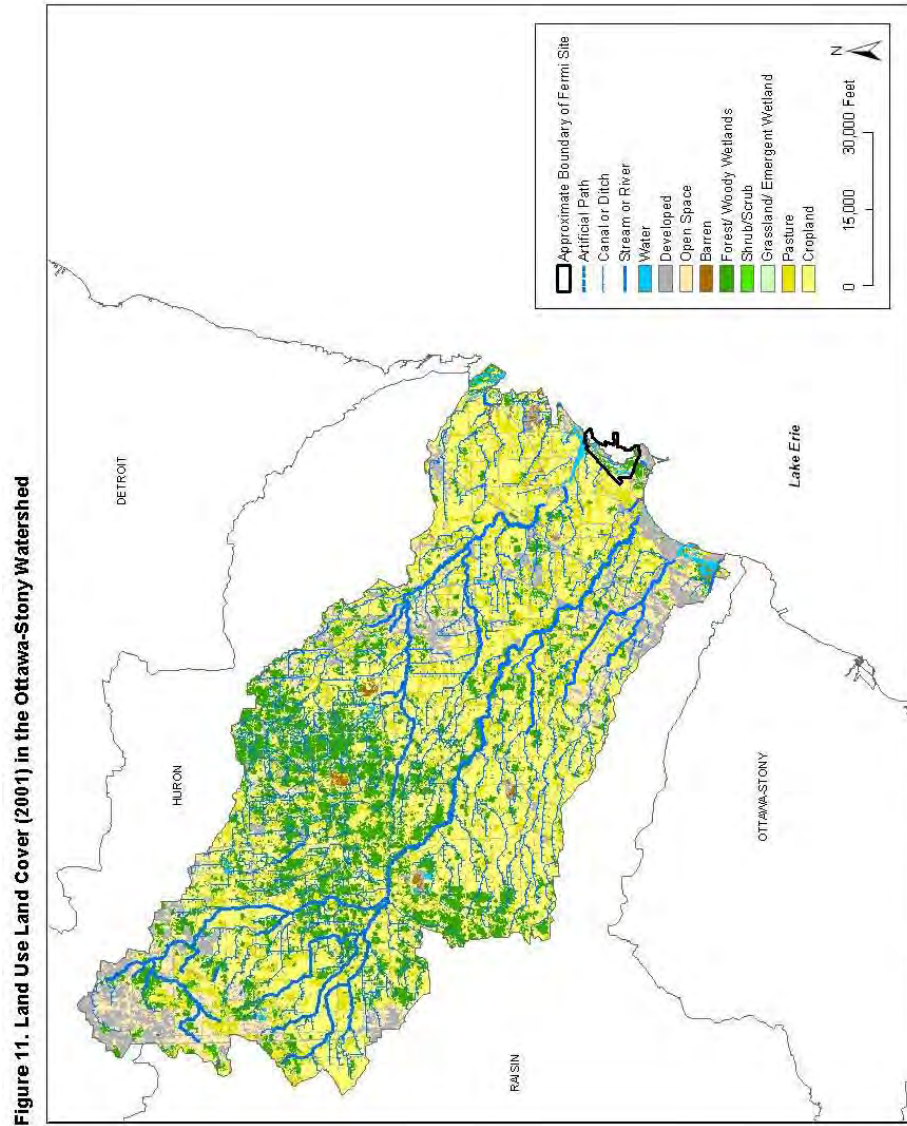 Figure 11. Land Use Land Cover (2001) in the Ottawa-Stony Watershed
DETROIT
HURON
RAISIN
OTTAWA-STONY
Lake Erie
Approximate Boundary of Fermi Site
Artificial Path
Canal or Ditch
Stream or River
Water
Developed
Open Space
Barren
Forest/ Woody Wetlands
Shrub/Scrub
Grassland/ Emergent Wetland
Pasture
Cropland
0 15,000 30,000 Feet
N